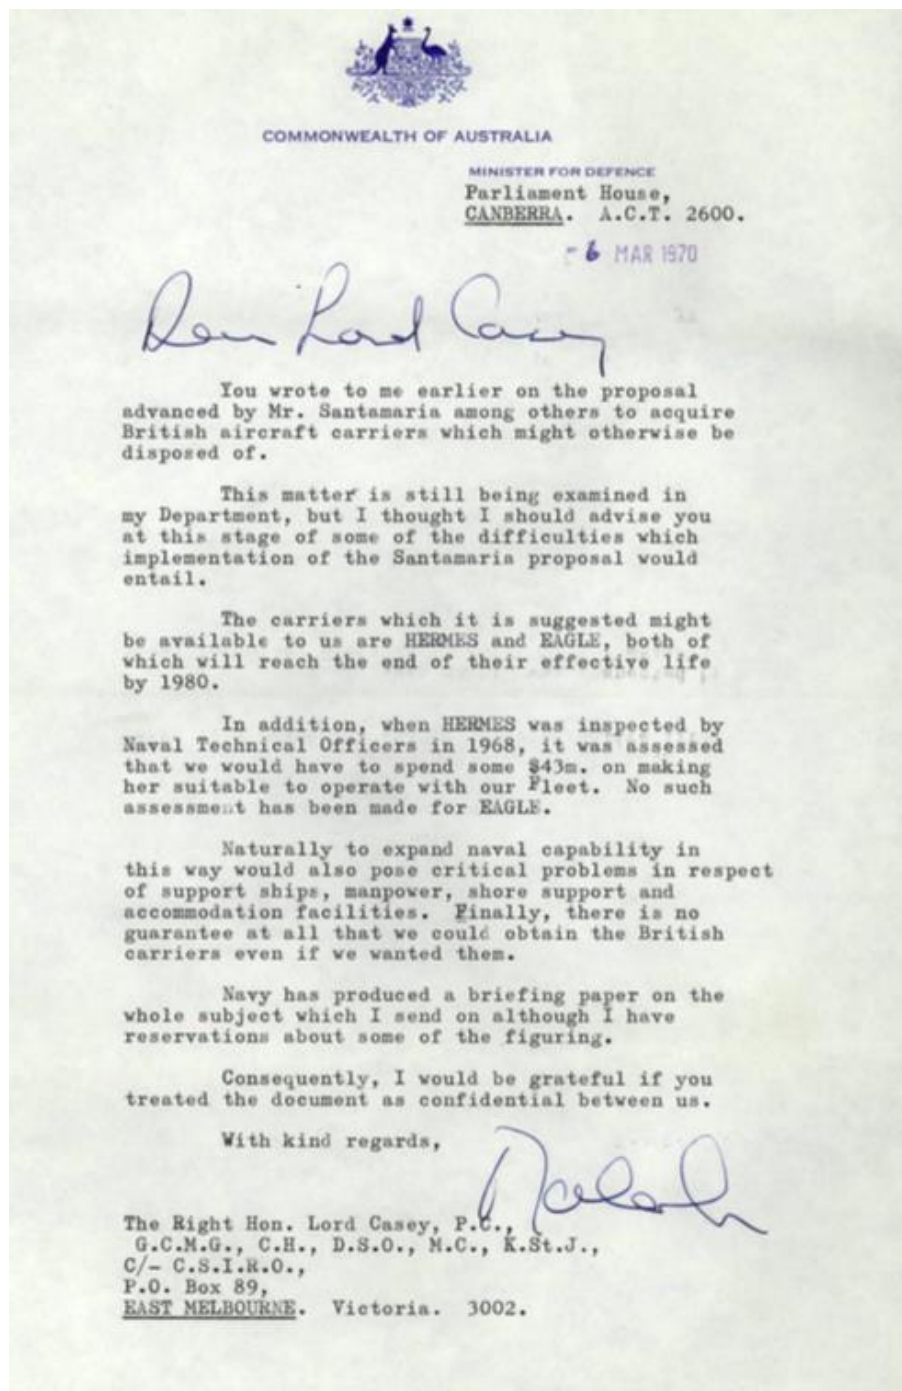 COMMONWEALTH OF AUSTRALIA
MINISTER FOR DEFENCE
Parliament House,
CANBERRA. A.C.T. 2600.
- 6 MAR 1970
Dear Lord Casey
You wrote to me earlier on the proposal
advanced by Mr. Santamaria among others to acquire
British aircraft carriers which might otherwise be
disposed of.
This matter is still being examined in
my Department, but I thought I should advise you
at this stage of some of the difficulties which
implementation of the Santamaria proposal would
entail.
The carriers which it is suggested might
be available to us are HERMES and EAGLE, both of
which will reach the end of their effective life
by 1980.
In addition, when HERMES was inspected by
Naval Technical Officers in 1968, it was assessed
that we would have to spend some $43m. on making
her suitable to operate with our Fleet. No such
assessment has been made for EAGLE.
Naturally to expand naval capability in
this way would also pose critical problems in respect
of support ships, manpower, shore support and
accommodation facilities. Finally, there is no
guarantee at all that we could obtain the British
carriers even if we wanted them.
Navy has produced a briefing paper on the
whole subject which I send on although I have
reservations about some of the figuring.
Consequently, I would be grateful if you
treated the document as confidential between us.
With kind regards,
The Right Hon. Lord Casey, P.C.,
G.C.M.G., C.H., D.S.O., M.C., K.St.J.,
C/- C.S.I.R.O.,
P.O. Box 89,
EAST MELBOURNE. Victoria. 3002.